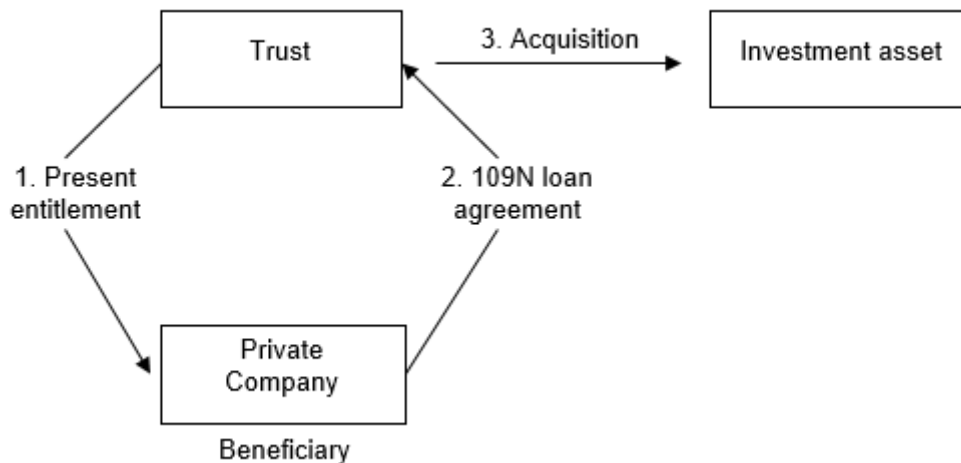 Trust
3. Acquisition
Investment asset
1. Present
entitlement
2. 109N loan
agreement
Private
Company
Beneficiary